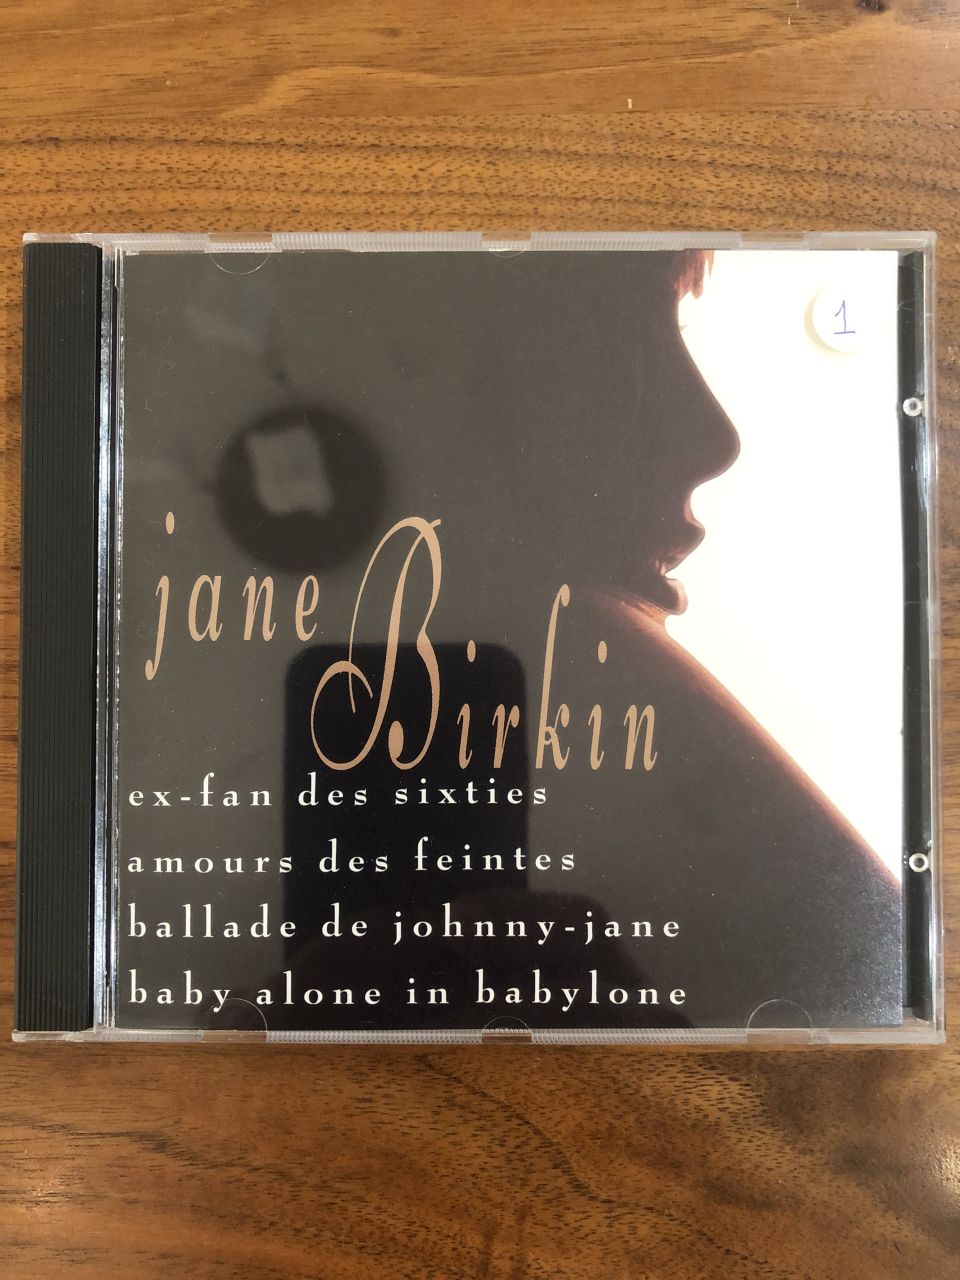 1
jane Birkin
ex-fan des sixties
amours des feintes
ballade de johnny-jane
baby alone in babylone